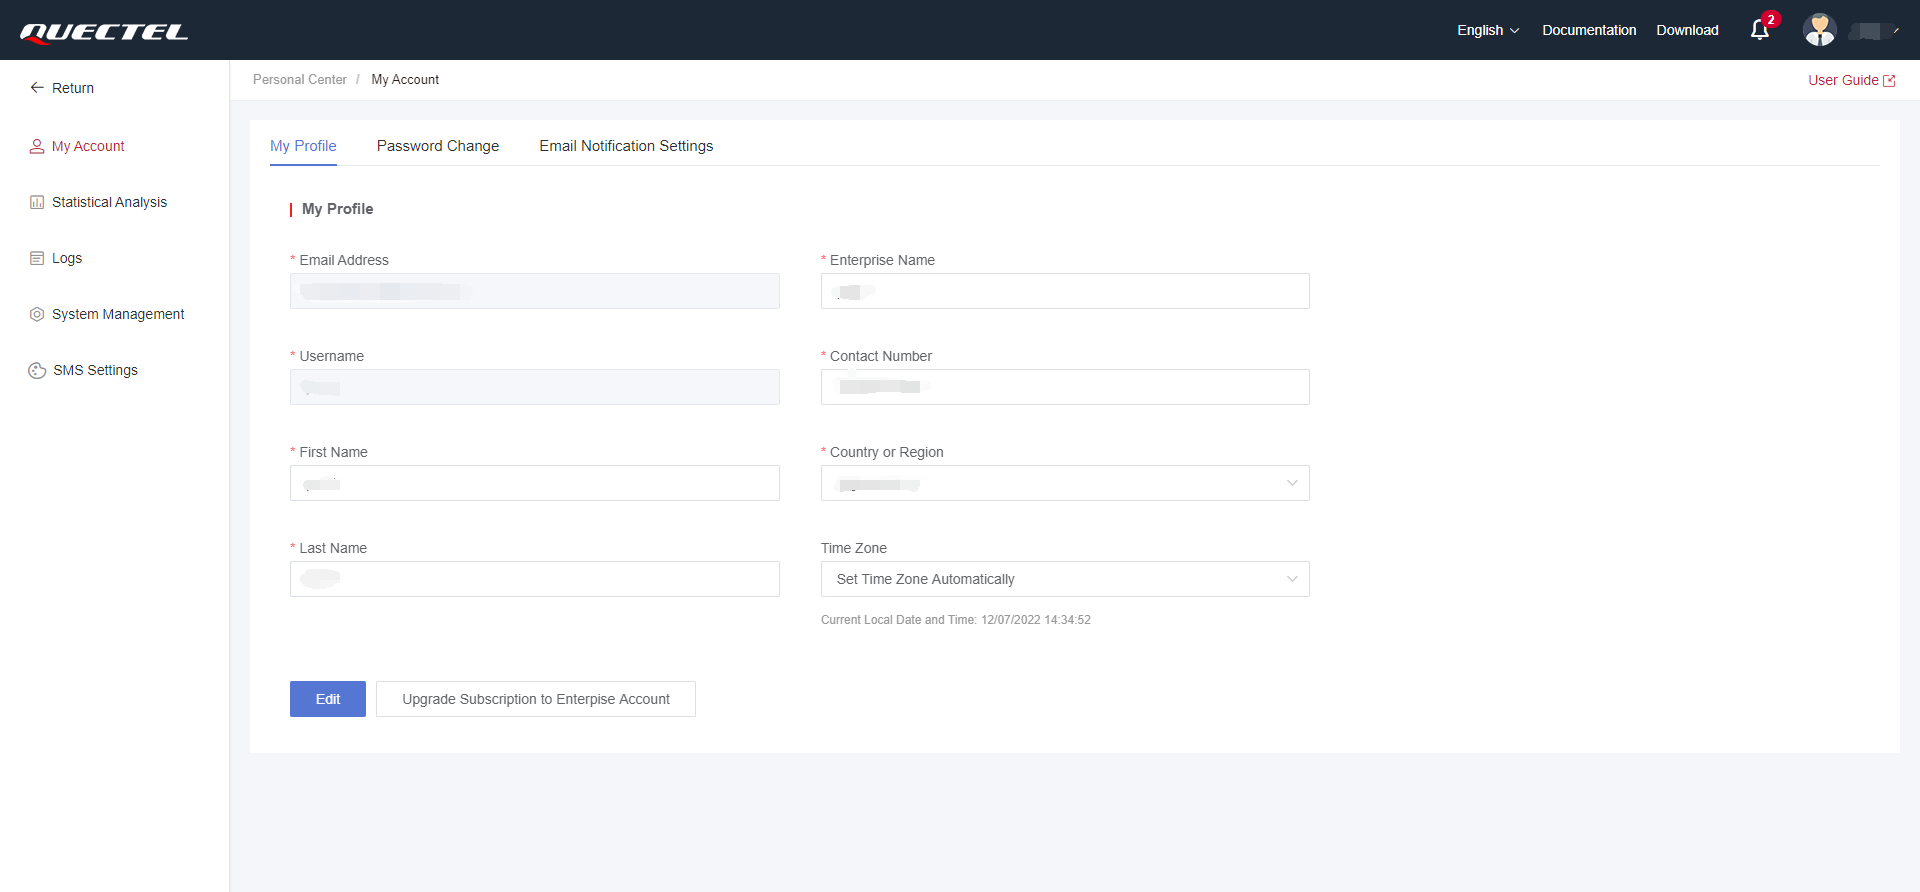 QUECTEL
English
Documentation
Download
2
Return
My Account
Statistical Analysis
Logs
System Management
SMS Settings
Personal Center / My Account
User Guide
My Profile
Password Change
Email Notification Settings
My Profile
* Email Address
* Enterprise Name
* Username
* Contact Number
* First Name
* Country or Region
* Last Name
Time Zone
Set Time Zone Automatically
Current Local Date and Time: 12/07/2022 14:34:52
Edit
Upgrade Subscription to Enterpise Account